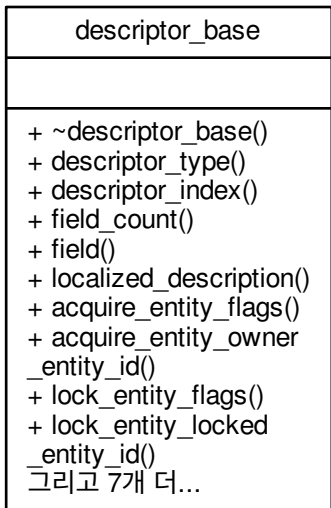 descriptor_base
+ ~descriptor_base()
+ descriptor_type()
+ descriptor_index()
+ field_count()
+ field()
+ localized_description()
+ acquire_entity_flags()
+ acquire_entity_owner
_entity_id()
+ lock_entity_flags()
+ lock_entity_locked
_entity_id()
그리고 7개 더...